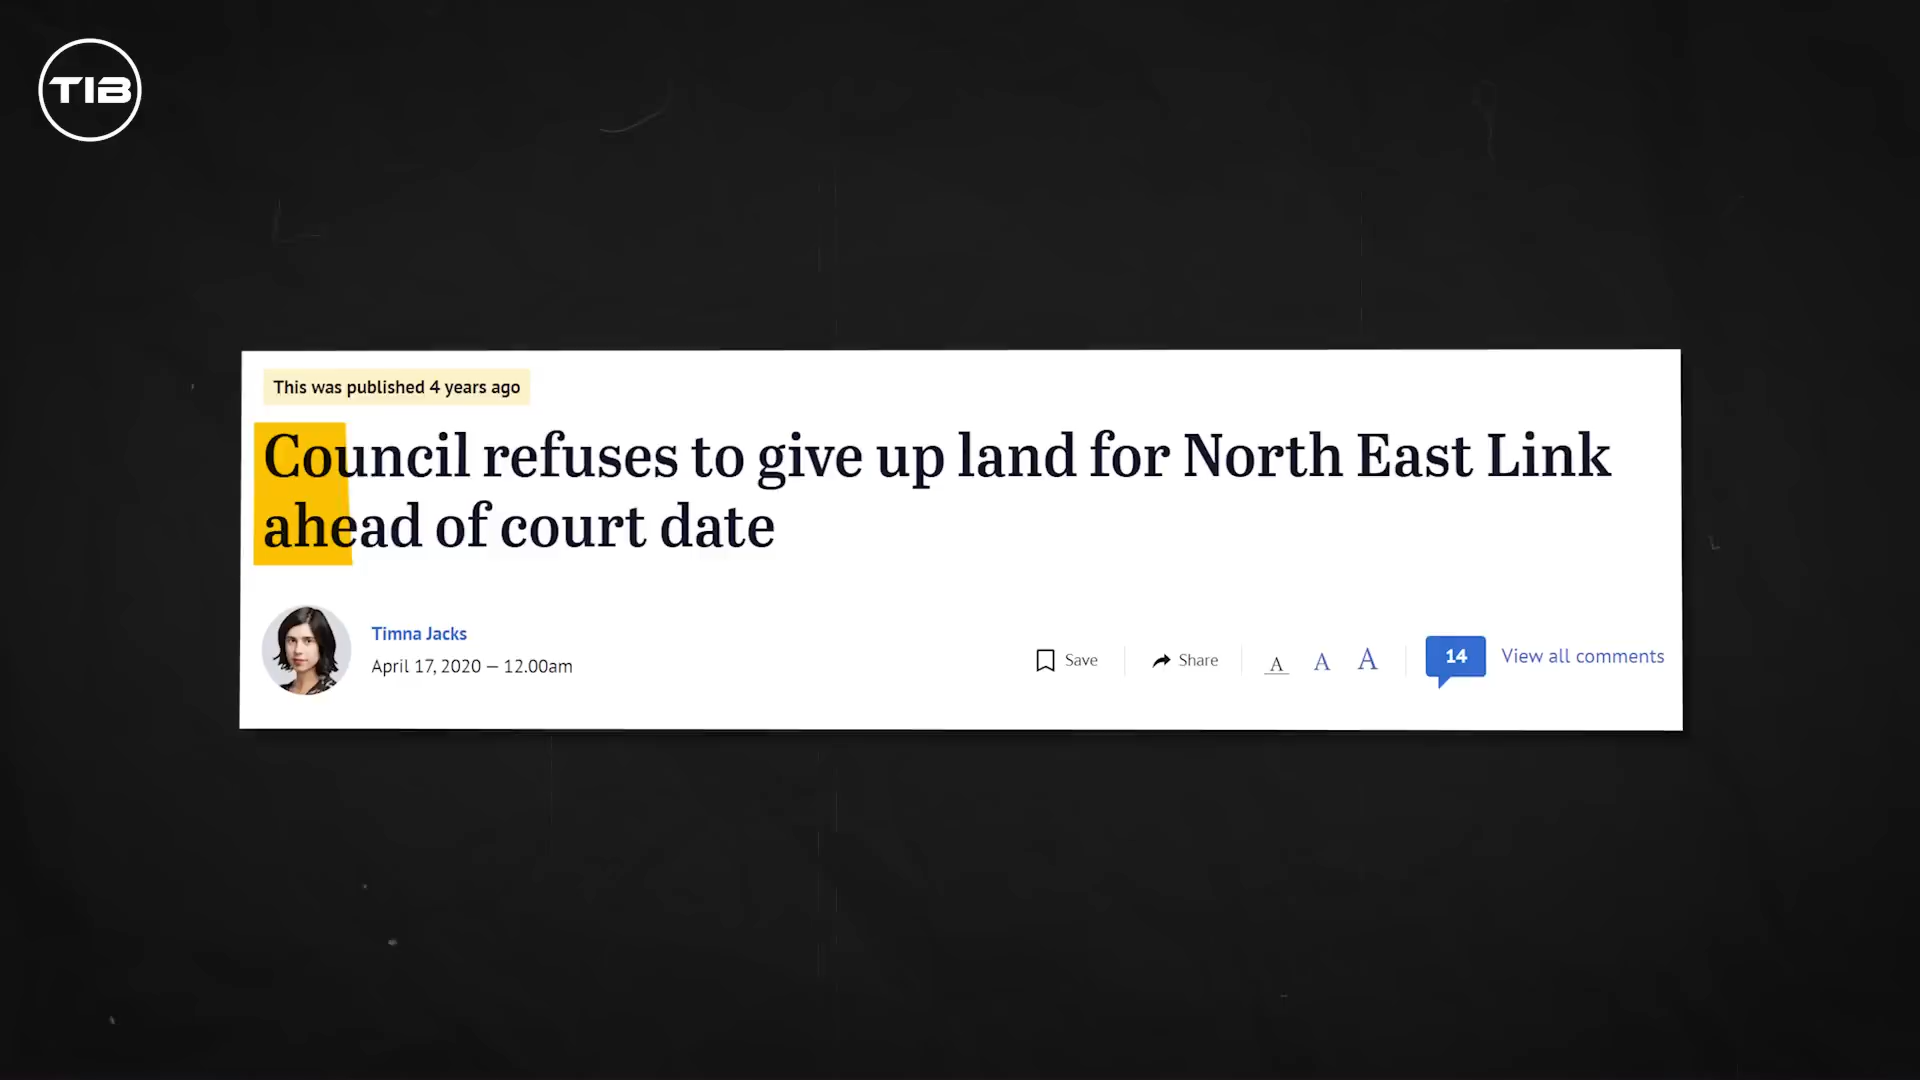 TIB
This was published 4 years ago
Council refuses to give up land for North East Link
ahead of court date
Timna Jacks
April 17, 2020 — 12.00am
Save
Share
A A A
14
View all comments